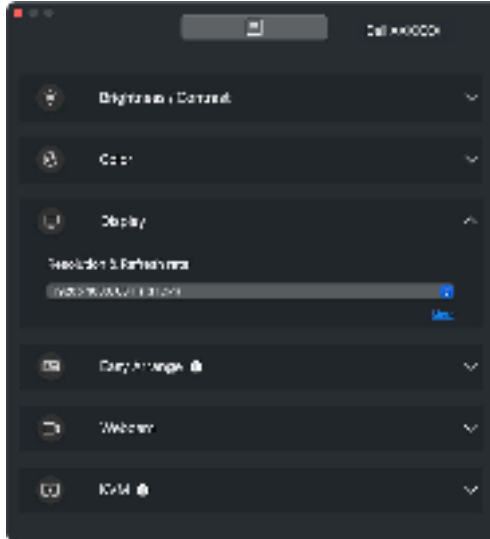 Brightness / Contrast
Color
Display
Resolution & Refresh rate
Easy Arrange
Webcam
KVM